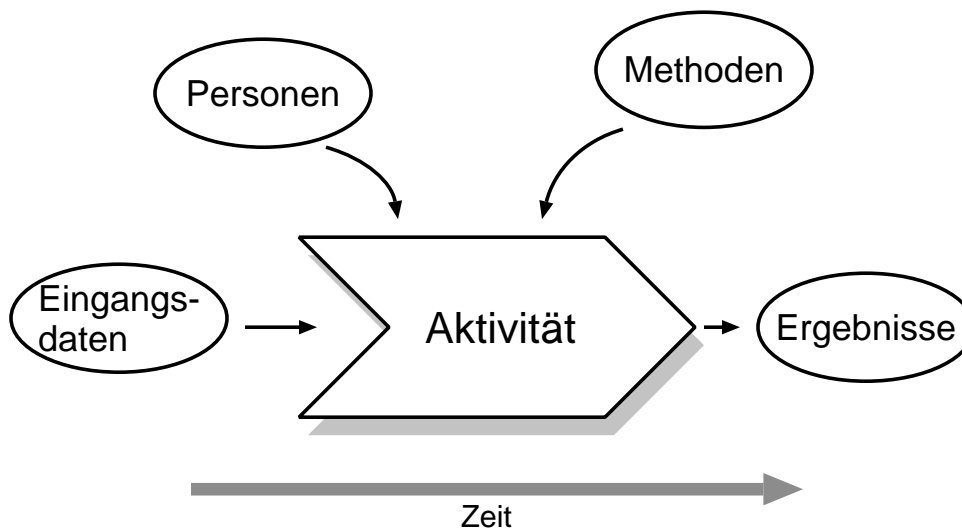 Personen
Methoden
Eingangs-
daten
Aktivität
Ergebnisse
Zeit